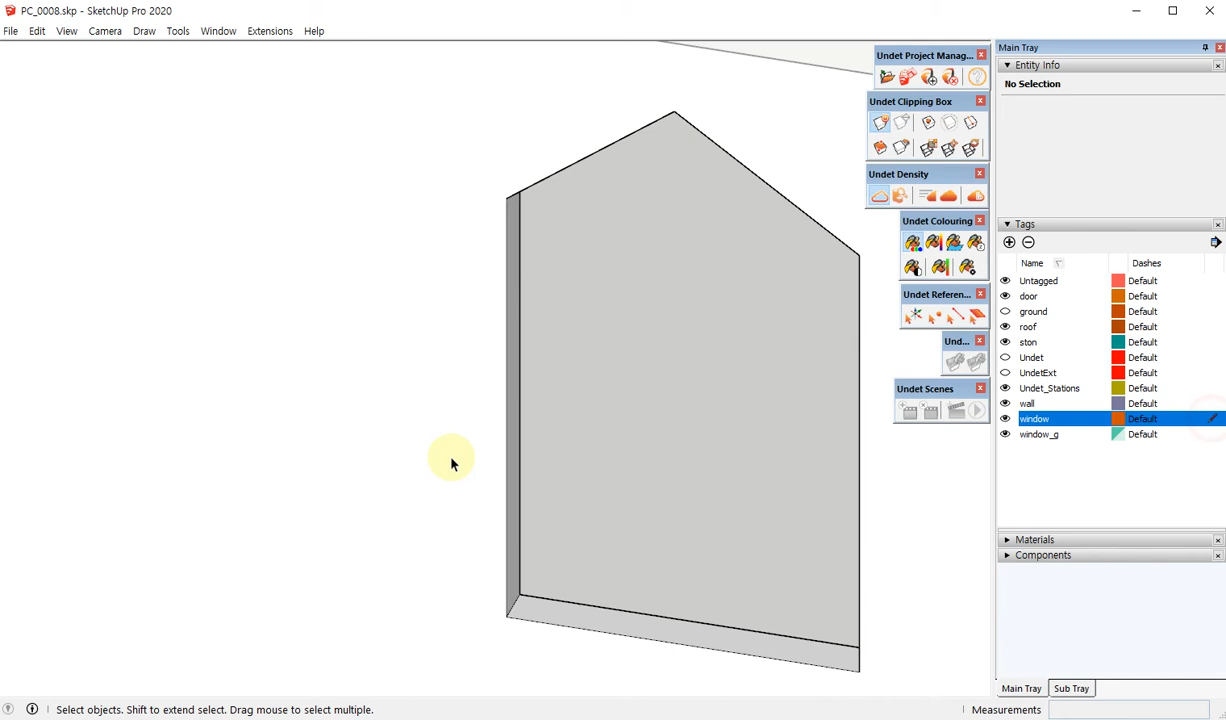 PC_0008.skp - SketchUp Pro 2020
File Edit View Camera Draw Tools Window Extensions Help
Main Tray
Undet Project Manag...
Entity Info
No Selection
Undet Clipping Box
Undet Density
Undet Colouring
Tags
Name Dashes
Untagged Default
door Default
ground Default
roof Default
ston Default
Undet Default
UndetExt Default
Undet_Stations Default
wall Default
window Default
window_g Default
Undet Referen...
Und...
Undet Scenes
Materials
Components
Main Tray Sub Tray
Select objects. Shift to extend select. Drag mouse to select multiple.
Measurements